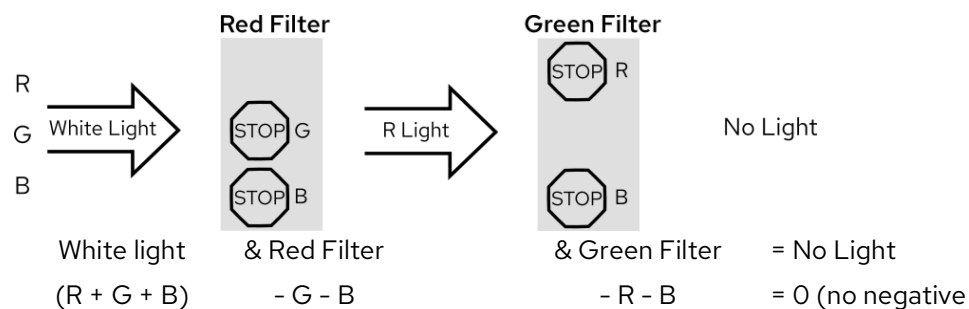 Red Filter
Green Filter
R
G
B
White Light
STOP G
STOP B
R Light
STOP R
STOP B
No Light
White light & Red Filter & Green Filter = No Light
(R + G + B) - G - B - R - B = 0 (no negative